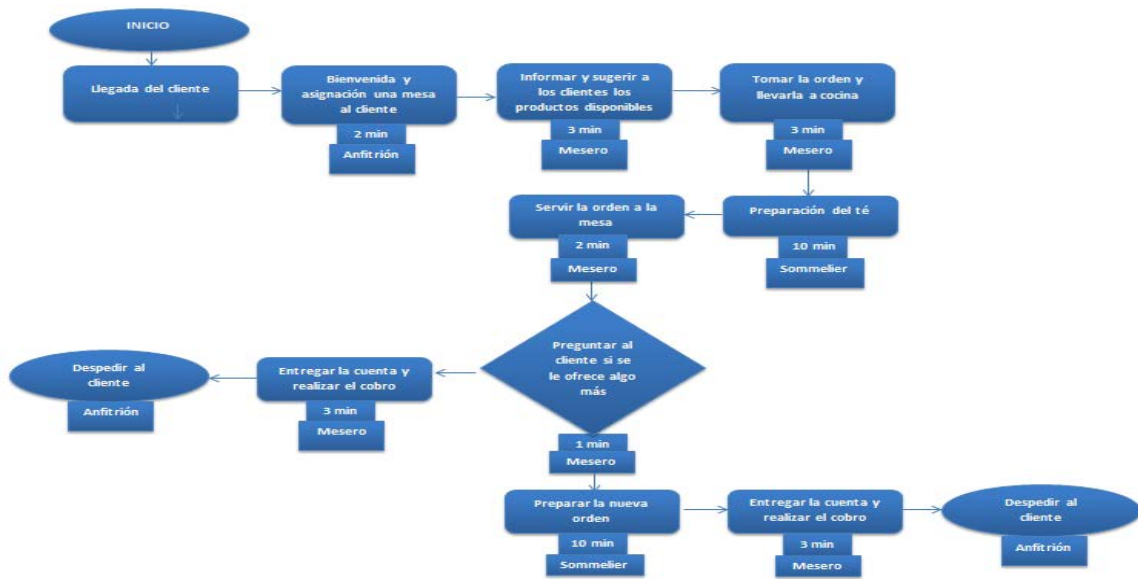 INICIO
Llegada del cliente
Bienvenida y
asignación una mesa
al cliente
2 min
Anfitrión
Informar y sugerir a
los clientes los
productos disponibles
3 min
Mesero
Tomar la orden y
llevarla a cocina
3 min
Mesero
Preparación del té
10 min
Sommelier
Servir la orden a la
mesa
2 min
Mesero
Preguntar al
cliente si se
le ofrece algo
más
1 min
Mesero
Entregar la cuenta y
realizar el cobro
3 min
Mesero
Despedir al
cliente
Anfitrión
Preparar la nueva
orden
10 min
Sommelier
Entregar la cuenta y
realizar el cobro
3 min
Mesero
Despedir al
cliente
Anfitrión